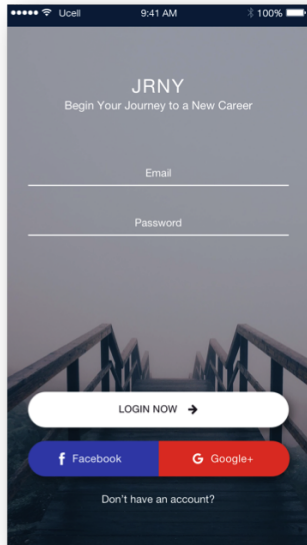 Ucell 9:41 AM 100%
JRNY
Begin Your Journey to a New Career
Email
Password
LOGIN NOW
Facebook Google+
Don't have an account?